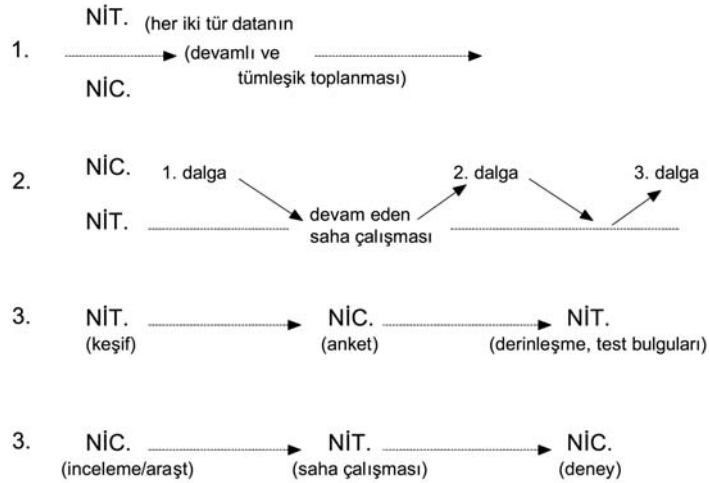 NİT. (her iki tür datanın
1. (devamlı ve
tümleşik toplanması)
NİC.
2. NİC. 1. dalga 2. dalga 3. dalga
NİT. devam eden
saha çalışması
3. NİT. NİC. NİT.
(keşif) (anket) (derinleşme, test bulguları)
3. NİC. NİT. NİC.
(inceleme/araşt) (saha çalışması) (deney)